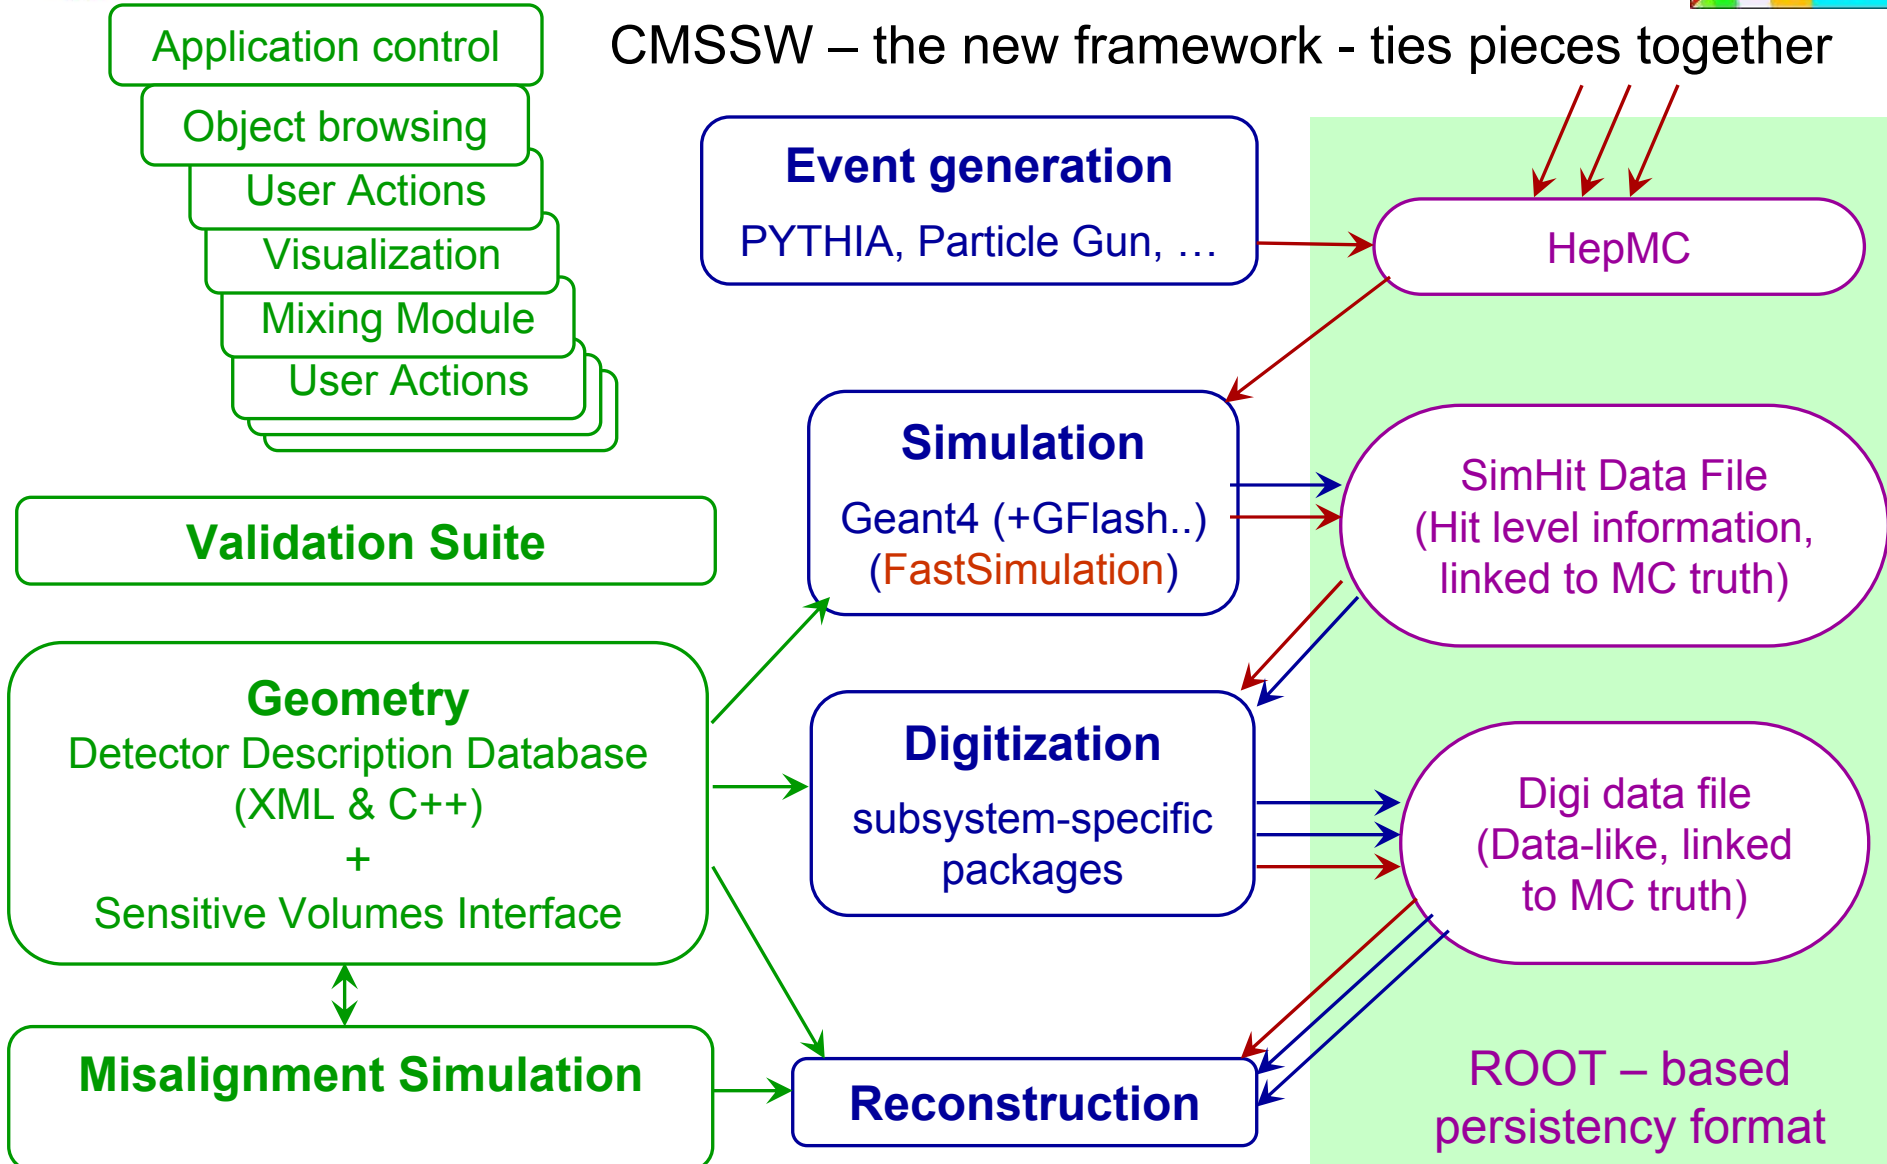 CMSSW – the new framework - ties pieces together
Application control
Object browsing
User Actions
Visualization
Mixing Module
User Actions
Validation Suite
Geometry
Detector Description Database
(XML & C++)
+
Sensitive Volumes Interface
Misalignment Simulation
Event generation
PYTHIA, Particle Gun, …
Simulation
Geant4 (+GFlash..)
(FastSimulation)
Digitization
subsystem-specific
packages
Reconstruction
HepMC
SimHit Data File
(Hit level information,
linked to MC truth)
Digi data file
(Data-like, linked
to MC truth)
ROOT – based
persistency format